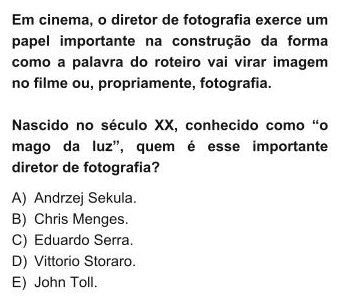 Em cinema, o diretor de fotografia exerce um
papel importante na construção da forma
como a palavra do roteiro vai virar imagem
no filme ou, propriamente, fotografia.
Nascido no século XX, conhecido como “o
mago da luz”, quem é esse importante
diretor de fotografia?
A) Andrzej Sekula.
B) Chris Menges.
C) Eduardo Serra.
D) Vittorio Storaro.
E) John Toll.